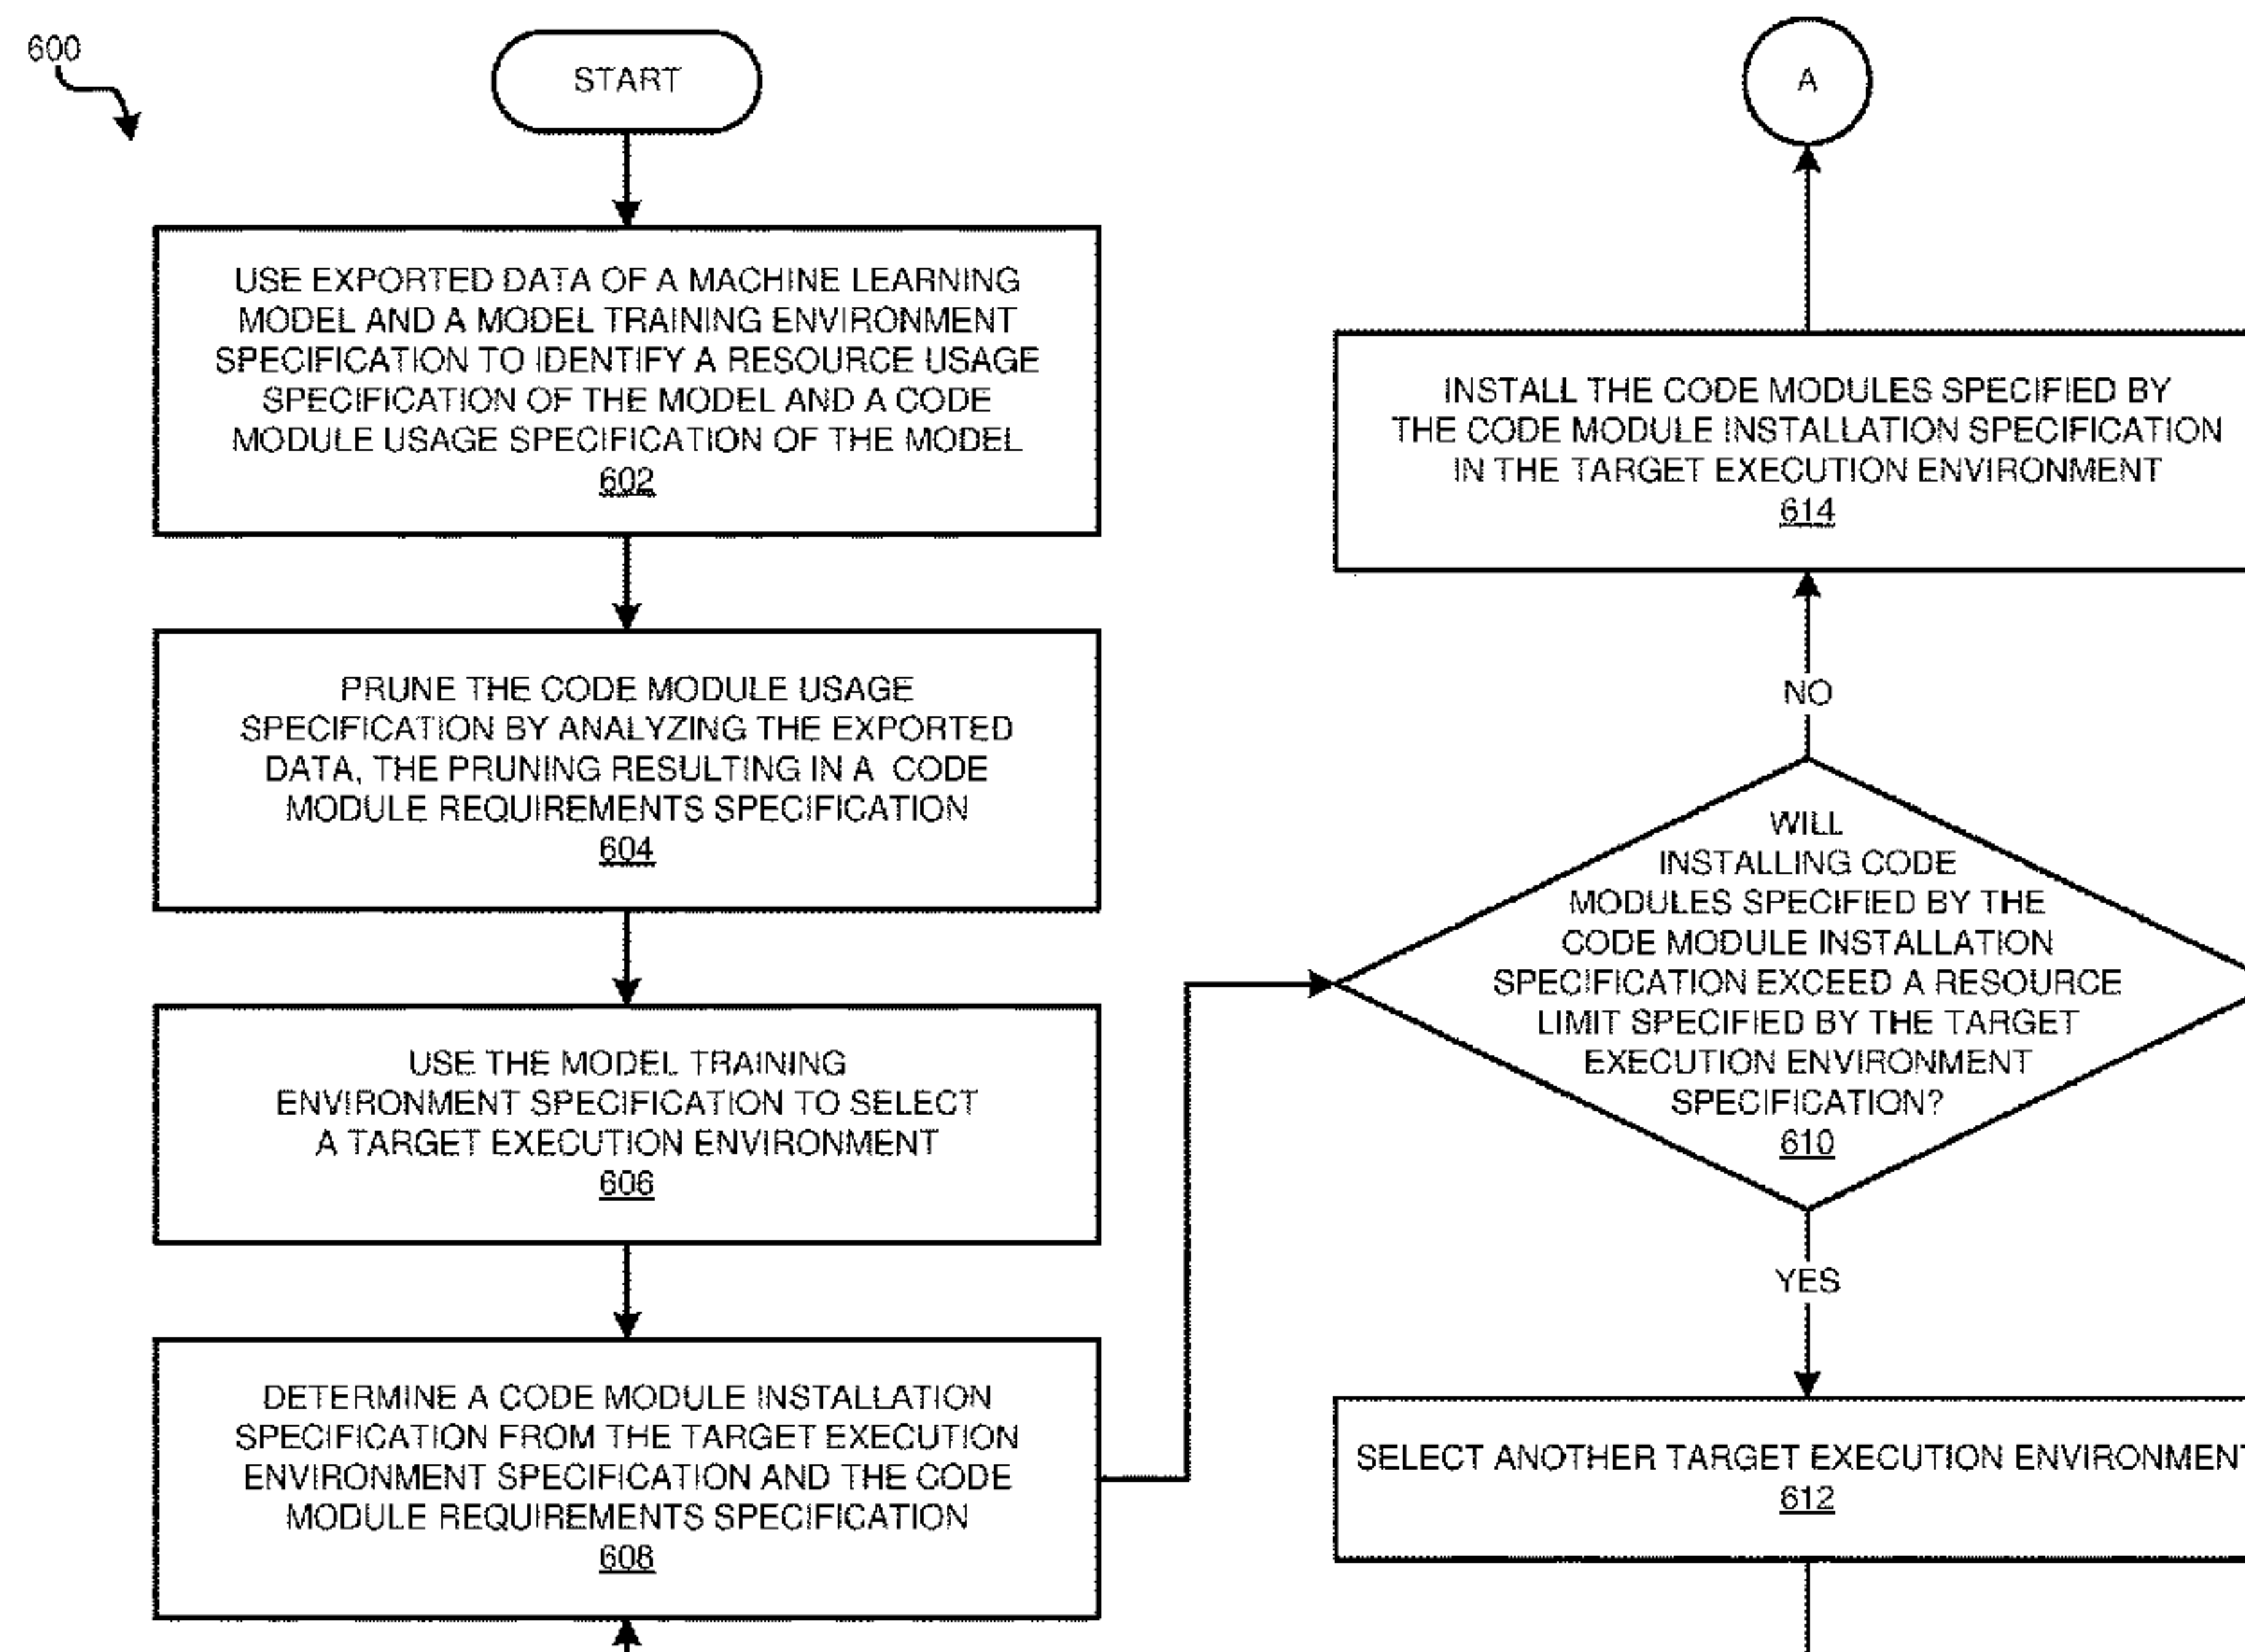 600
START
USE EXPORTED DATA OF A MACHINE LEARNING
MODEL AND A MODEL TRAINING ENVIRONMENT
SPECIFICATION TO IDENTIFY A RESOURCE USAGE
SPECIFICATION OF THE MODEL AND A CODE
MODULE USAGE SPECIFICATION OF THE MODEL
602
PRUNE THE CODE MODULE USAGE
SPECIFICATION BY ANALYZING THE EXPORTED
DATA, THE PRUNING RESULTING IN A CODE
MODULE REQUIREMENTS SPECIFICATION
604
USE THE MODEL TRAINING
ENVIRONMENT SPECIFICATION TO SELECT
A TARGET EXECUTION ENVIRONMENT
606
DETERMINE A CODE MODULE INSTALLATION
SPECIFICATION FROM THE TARGET EXECUTION
ENVIRONMENT SPECIFICATION AND THE CODE
MODULE REQUIREMENTS SPECIFICATION
608
A
INSTALL THE CODE MODULES SPECIFIED BY
THE CODE MODULE INSTALLATION SPECIFICATION
IN THE TARGET EXECUTION ENVIRONMENT
614
NO
WILL
INSTALLING CODE
MODULES SPECIFIED BY THE
CODE MODULE INSTALLATION
SPECIFICATION EXCEED A RESOURCE
LIMIT SPECIFIED BY THE TARGET
EXECUTION ENVIRONMENT
SPECIFICATION?
610
YES
SELECT ANOTHER TARGET EXECUTION ENVIRONMENT
612